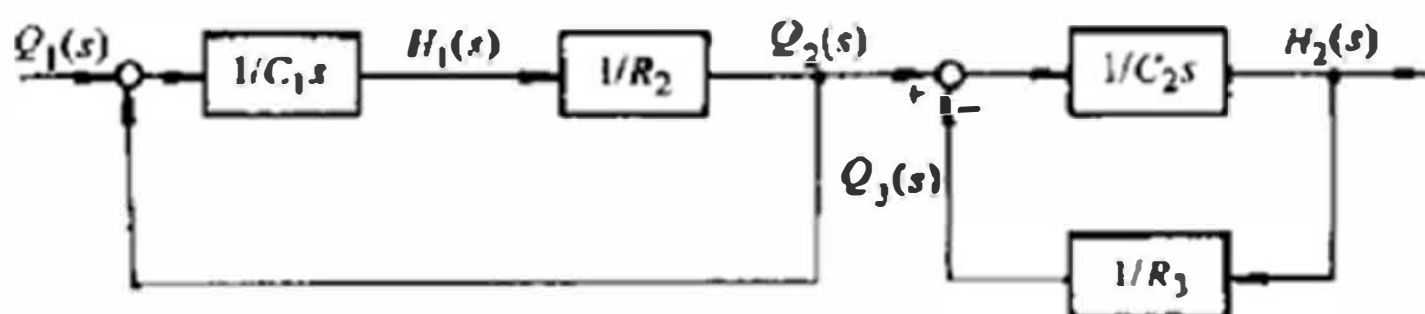 Q₁(s) 1/C₁s H₁(s) 1/R₂ Q₂(s) + − 1/C₂s H₂(s)
Q₃(s)
1/R₃